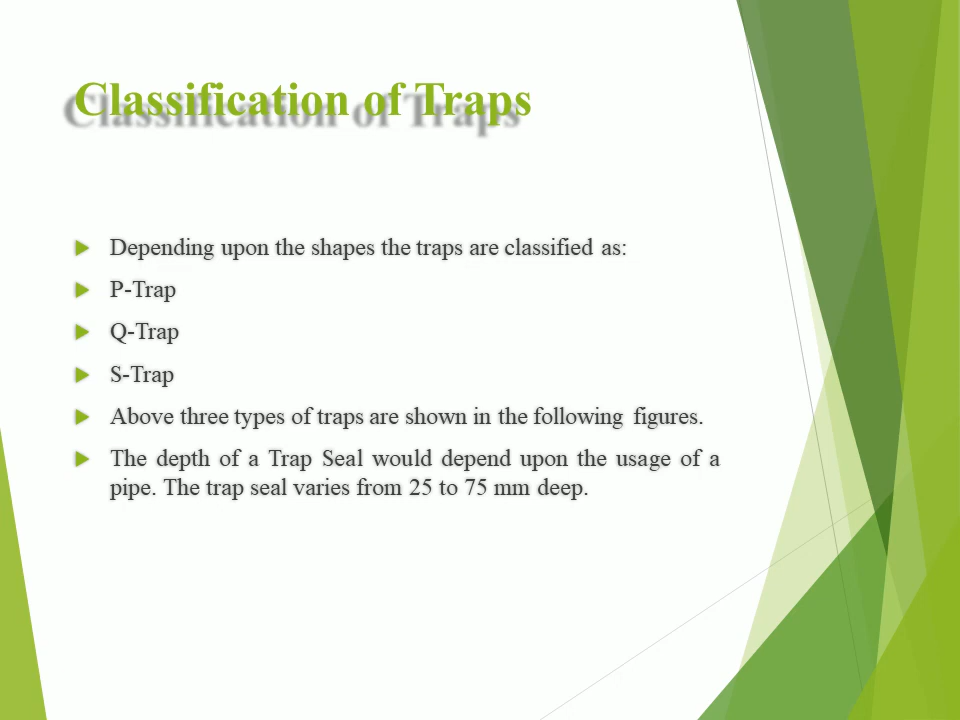 Classification of Traps
Depending upon the shapes the traps are classified as:
P-Trap
Q-Trap
S-Trap
Above three types of traps are shown in the following figures.
The depth of a Trap Seal would depend upon the usage of a
pipe. The trap seal varies from 25 to 75 mm deep.